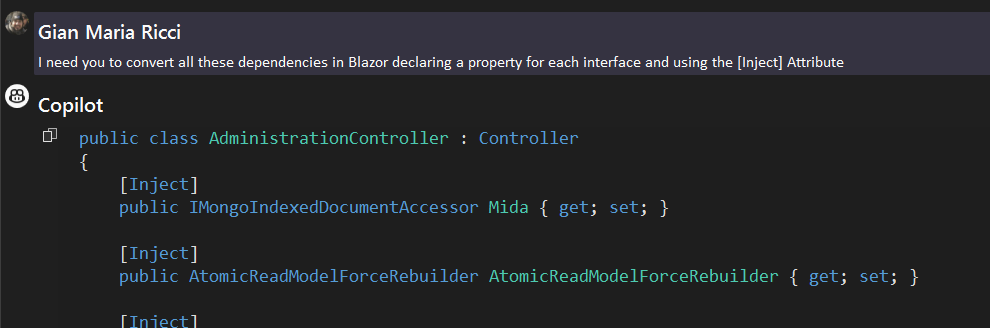 Gian Maria Ricci
I need you to convert all these dependencies in Blazor declaring a property for each interface and using the [Inject] Attribute
Copilot
public class AdministrationController : Controller
{
[Inject]
public IMongoIndexedDocumentAccessor Mida { get; set; }
[Inject]
public AtomicReadModelForceRebuilder AtomicReadModelForceRebuilder { get; set; }
[Inject]